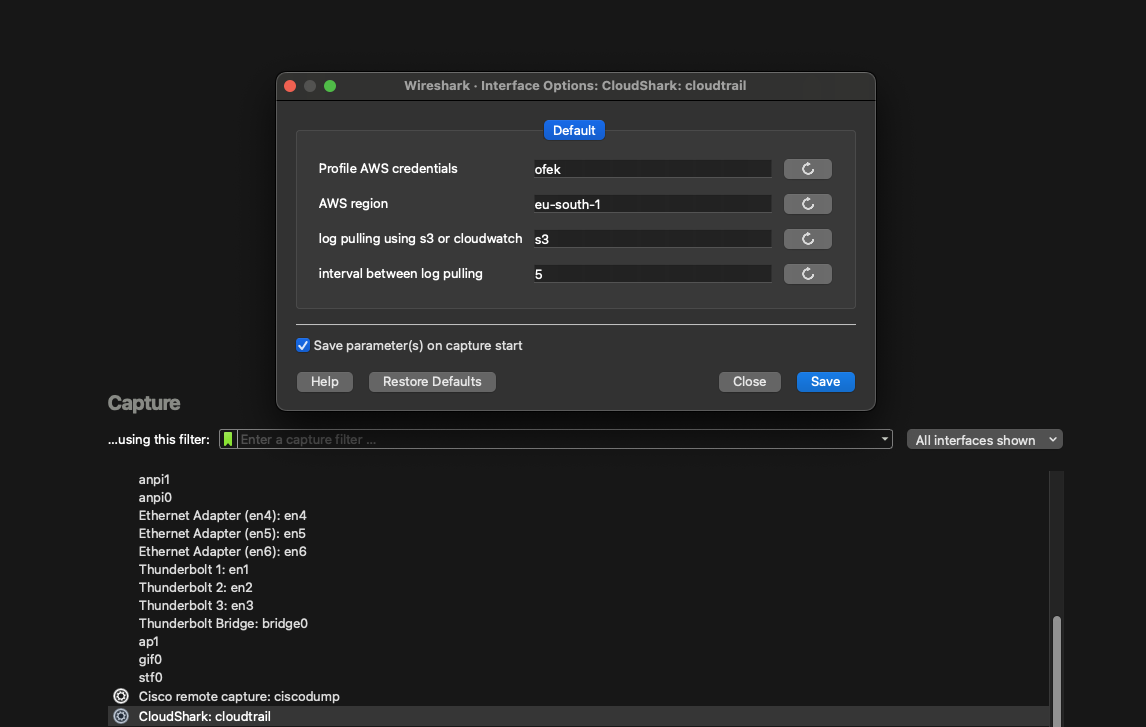 Wireshark · Interface Options: CloudShark: cloudtrail
Default
Profile AWS credentials ofek
AWS region eu-south-1
log pulling using s3 or cloudwatch s3
interval between log pulling 5
Save parameter(s) on capture start
Help Restore Defaults Close Save
Capture
...using this filter: Enter a capture filter ... All interfaces shown
anpi1
anpi0
Ethernet Adapter (en4): en4
Ethernet Adapter (en5): en5
Ethernet Adapter (en6): en6
Thunderbolt 1: en1
Thunderbolt 2: en2
Thunderbolt 3: en3
Thunderbolt Bridge: bridge0
ap1
gif0
stf0
Cisco remote capture: ciscodump
CloudShark: cloudtrail